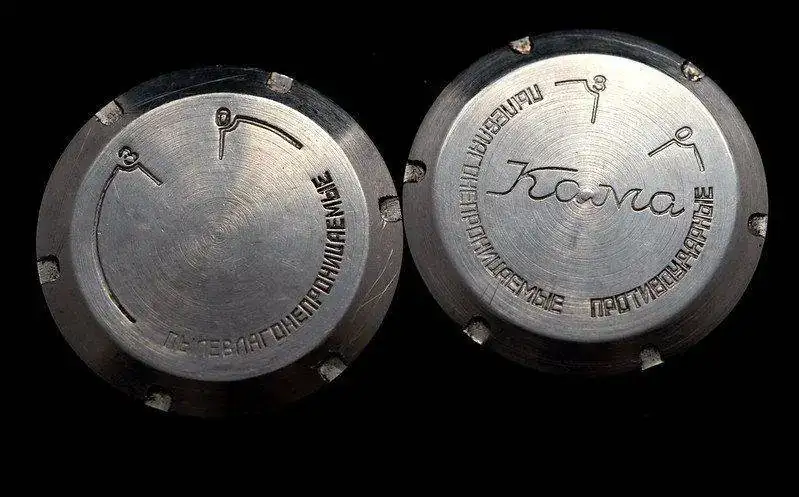 З
О
ПЫЛЕВЛАГОНЕПРОНИЦАЕМЫЕ
З
О
Кама
ПЫЛЕВЛАГОНЕПРОНИЦАЕМЫЕ ПРОТИВОУДАРНЫЕ